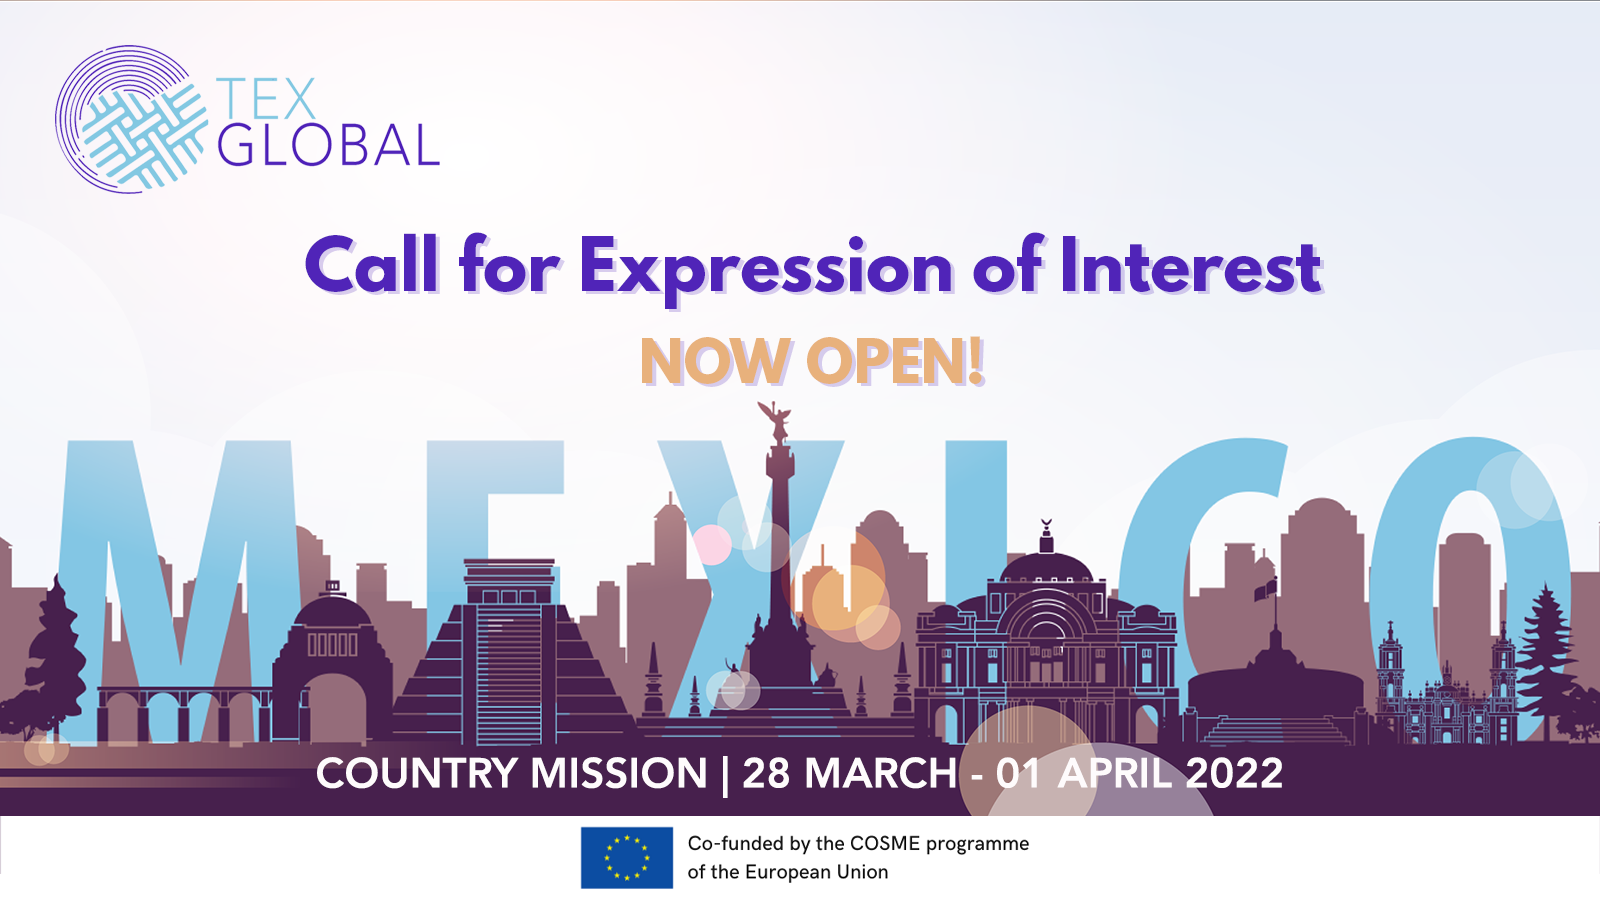 TEX
GLOBAL
Call for Expression of Interest
NOW OPEN!
MEXICO
COUNTRY MISSION | 28 MARCH - 01 APRIL 2022
Co-funded by the COSME programme
of the European Union